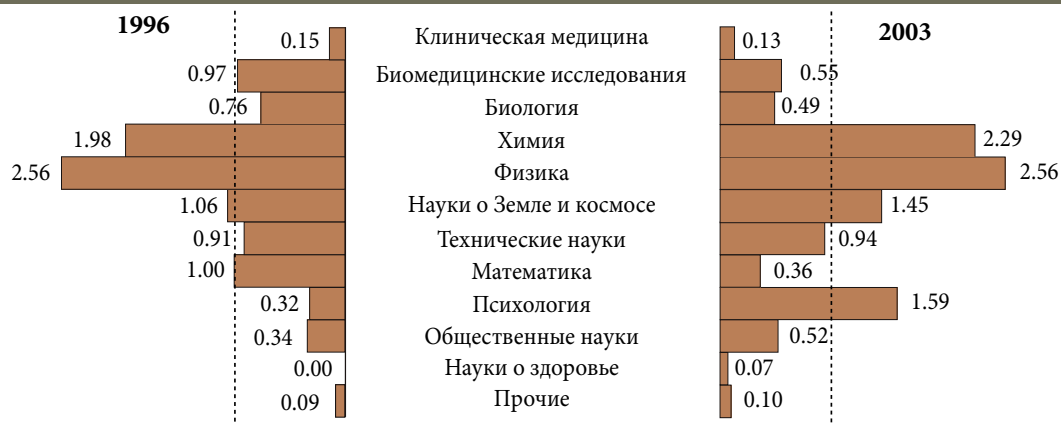 1996 2003
0.15 Клиническая медицина 0.13
0.97 Биомедицинские исследования 0.55
0.76 Биология 0.49
1.98 Химия 2.29
2.56 Физика 2.56
1.06 Науки о Земле и космосе 1.45
0.91 Технические науки 0.94
1.00 Математика 0.36
0.32 Психология 1.59
0.34 Общественные науки 0.52
0.00 Науки о здоровье 0.07
0.09 Прочие 0.10